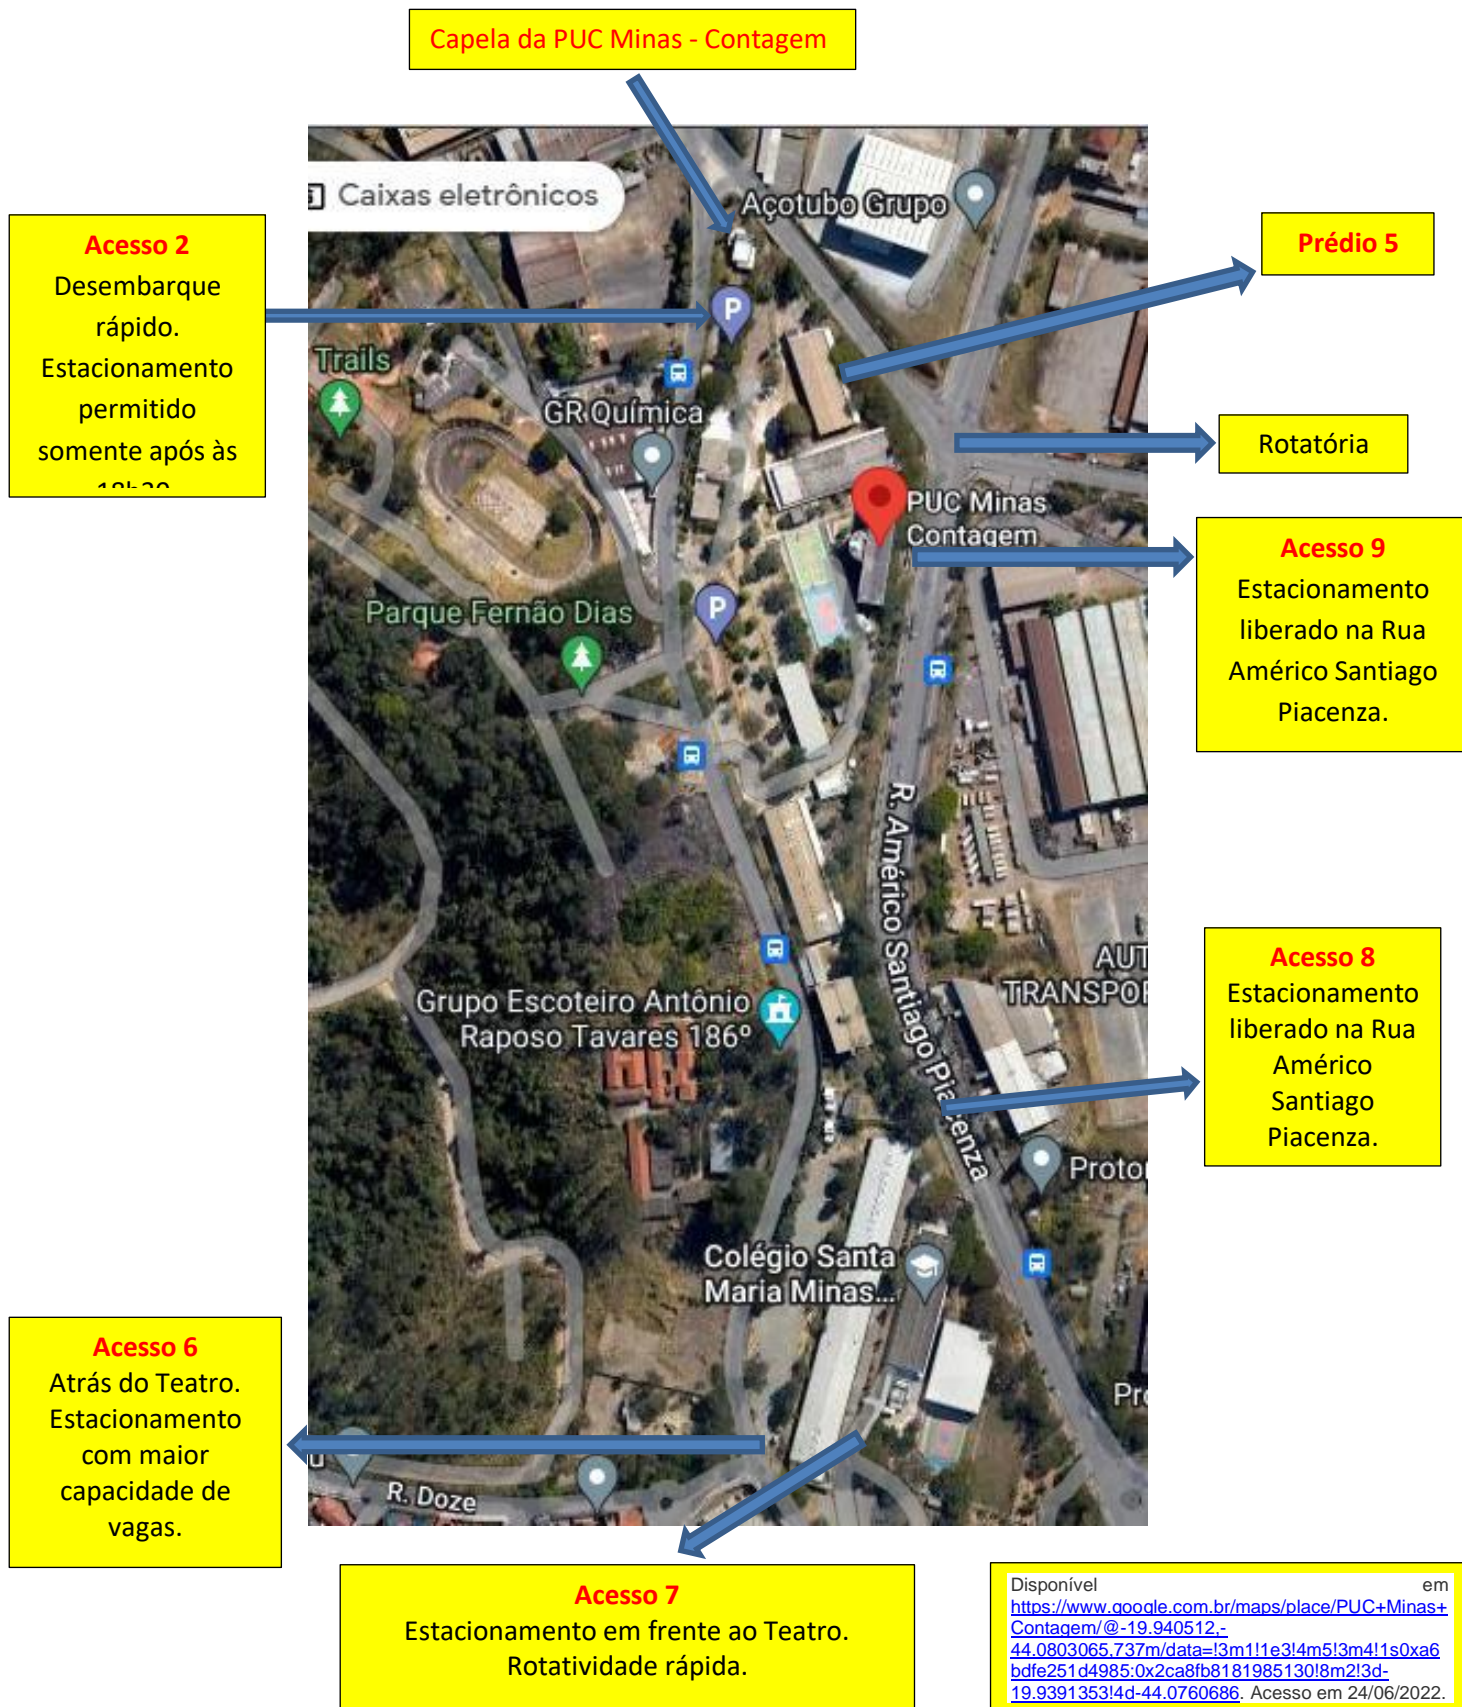 Capela da PUC Minas - Contagem
Caixas eletrônicos
Açotubo Grupo
Acesso 2
Desembarque
rápido.
Estacionamento
permitido
somente após às
Prédio 5
Trails
GR Química
Rotatória
PUC Minas
Contagem
Acesso 9
Estacionamento
liberado na Rua
Américo Santiago
Piacenza.
P
P
Parque Fernão Dias
R. Américo Santiago Piacenza
Acesso 8
Estacionamento
liberado na Rua
Américo
Santiago
Piacenza.
AUT
TRANSPOR
Grupo Escoteiro Antônio
Raposo Tavares 186º
Protor
Colégio Santa
Maria Minas...
Acesso 6
Atrás do Teatro.
Estacionamento
com maior
capacidade de
vagas.
Pro
R. Doze
Acesso 7
Estacionamento em frente ao Teatro.
Rotatividade rápida.
Disponível em
https://www.google.com.br/maps/place/PUC+Minas+
Contagem/@-19.940512,-
44.0803065,737m/data=!3m1!1e3!4m5!3m4!1s0xa6
bdfe251d4985:0x2ca8fb8181985130!8m2!3d-
19.9391353!4d-44.0760686. Acesso em 24/06/2022.